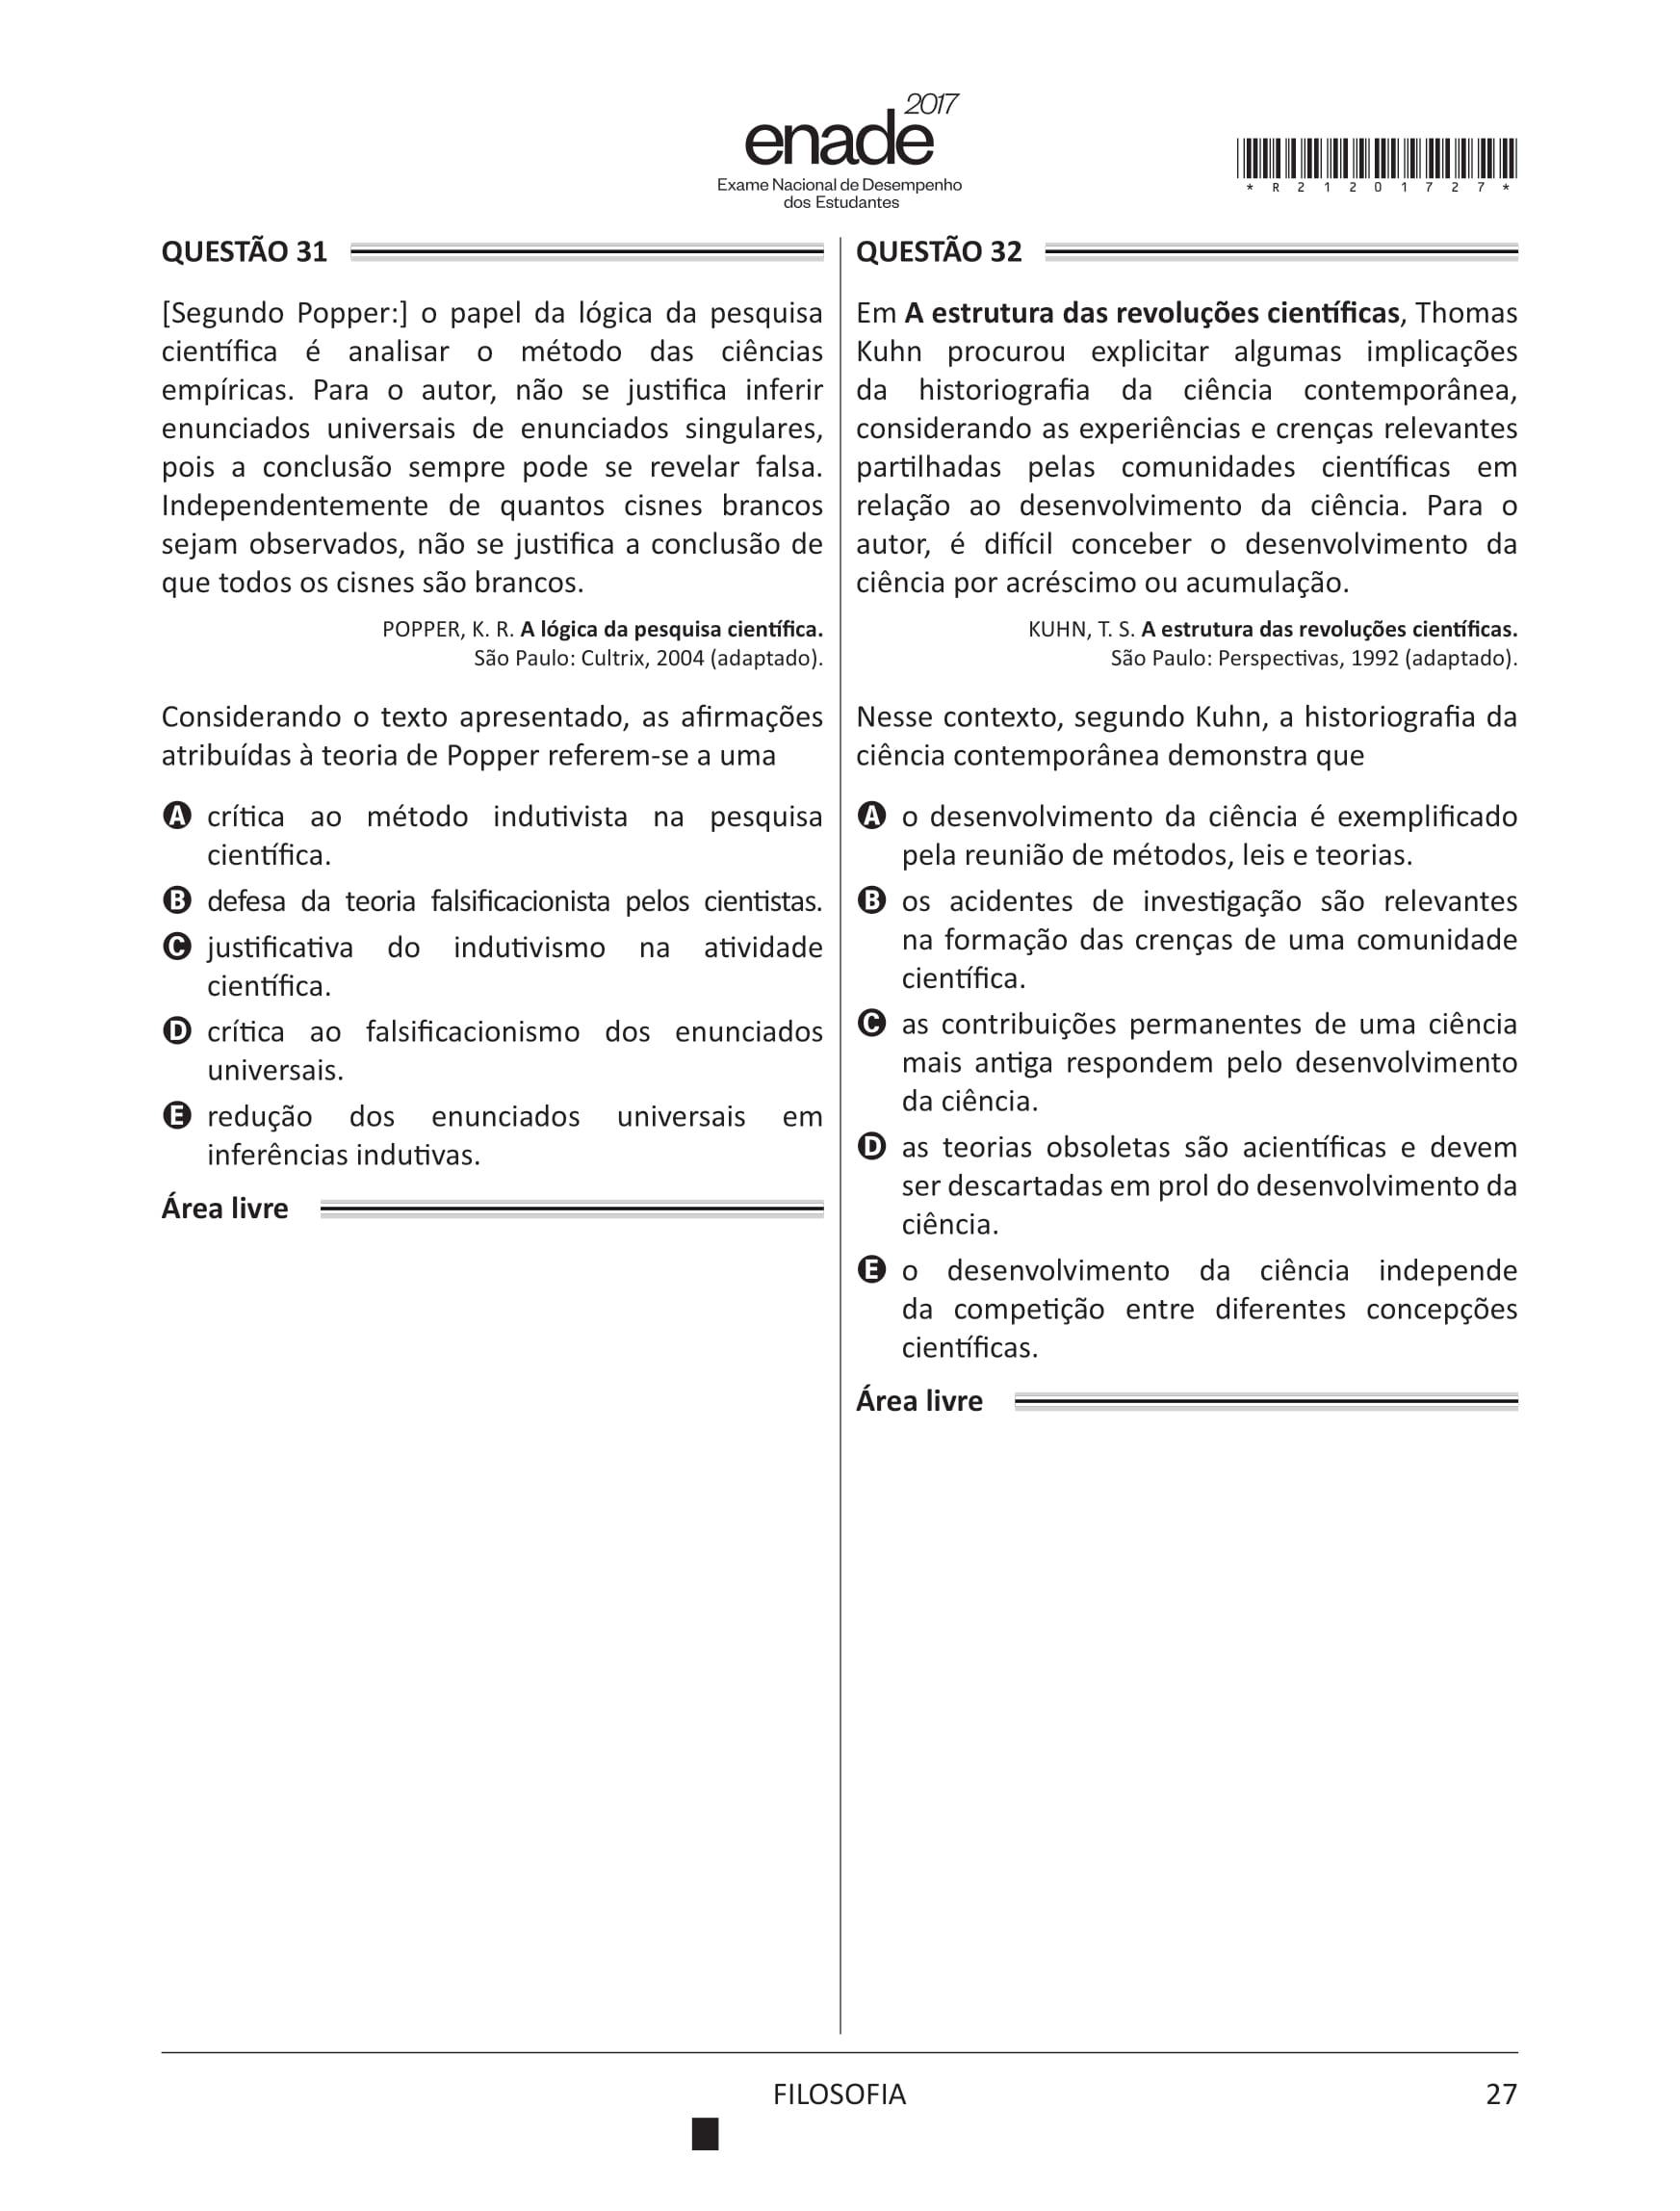 2017
enade
Exame Nacional de Desempenho
dos Estudantes
* R 2 1 2 0 1 7 2 7 *
QUESTÃO 31
[Segundo Popper:] o papel da lógica da pesquisa
científica é analisar o método das ciências
empíricas. Para o autor, não se justifica inferir
enunciados universais de enunciados singulares,
pois a conclusão sempre pode se revelar falsa.
Independentemente de quantos cisnes brancos
sejam observados, não se justifica a conclusão de
que todos os cisnes são brancos.
POPPER, K. R. A lógica da pesquisa científica.
São Paulo: Cultrix, 2004 (adaptado).
Considerando o texto apresentado, as afirmações
atribuídas à teoria de Popper referem-se a uma
A crítica ao método indutivista na pesquisa
científica.
B defesa da teoria falsificacionista pelos cientistas.
C justificativa do indutivismo na atividade
científica.
D crítica ao falsificacionismo dos enunciados
universais.
E redução dos enunciados universais em
inferências indutivas.
Área livre
QUESTÃO 32
Em A estrutura das revoluções científicas, Thomas
Kuhn procurou explicitar algumas implicações
da historiografia da ciência contemporânea,
considerando as experiências e crenças relevantes
partilhadas pelas comunidades científicas em
relação ao desenvolvimento da ciência. Para o
autor, é difícil conceber o desenvolvimento da
ciência por acréscimo ou acumulação.
KUHN, T. S. A estrutura das revoluções científicas.
São Paulo: Perspectivas, 1992 (adaptado).
Nesse contexto, segundo Kuhn, a historiografia da
ciência contemporânea demonstra que
A o desenvolvimento da ciência é exemplificado
pela reunião de métodos, leis e teorias.
B os acidentes de investigação são relevantes
na formação das crenças de uma comunidade
científica.
C as contribuições permanentes de uma ciência
mais antiga respondem pelo desenvolvimento
da ciência.
D as teorias obsoletas são acientíficas e devem
ser descartadas em prol do desenvolvimento da
ciência.
E o desenvolvimento da ciência independe
da competição entre diferentes concepções
científicas.
Área livre
FILOSOFIA
27